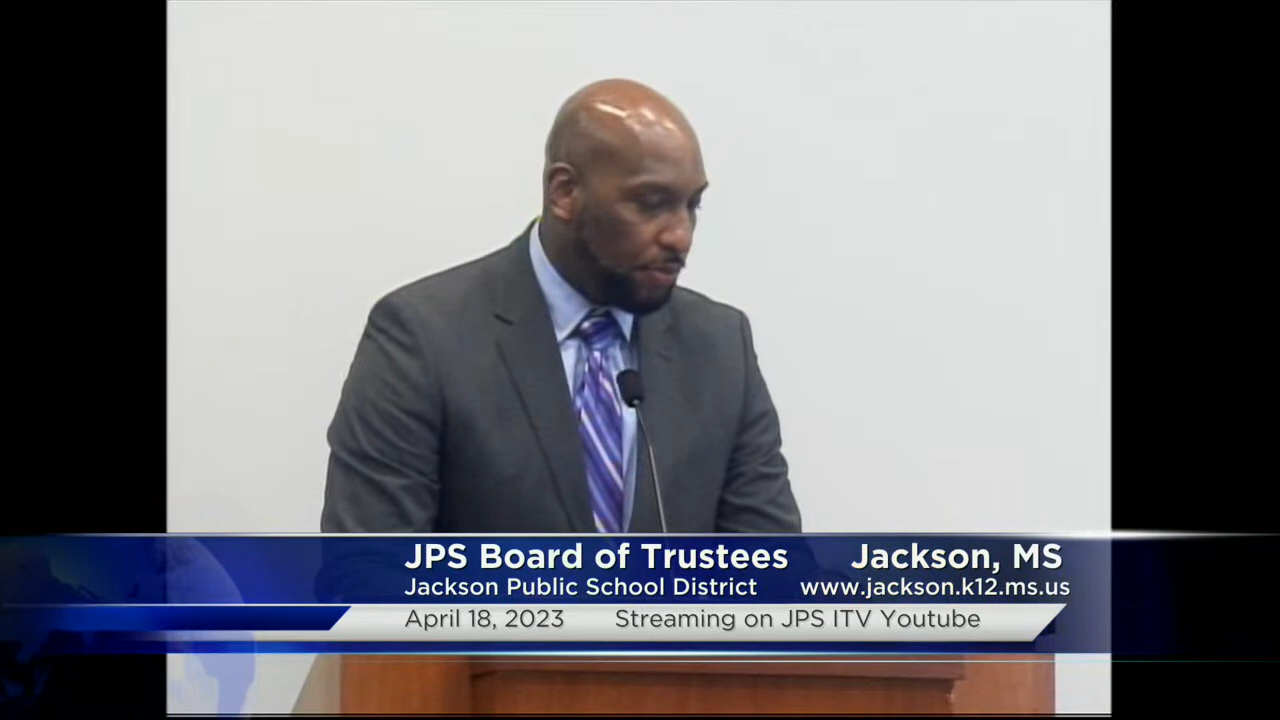 JPS Board of Trustees Jackson, MS
Jackson Public School District www.jackson.k12.ms.us
April 18, 2023 Streaming on JPS ITV Youtube